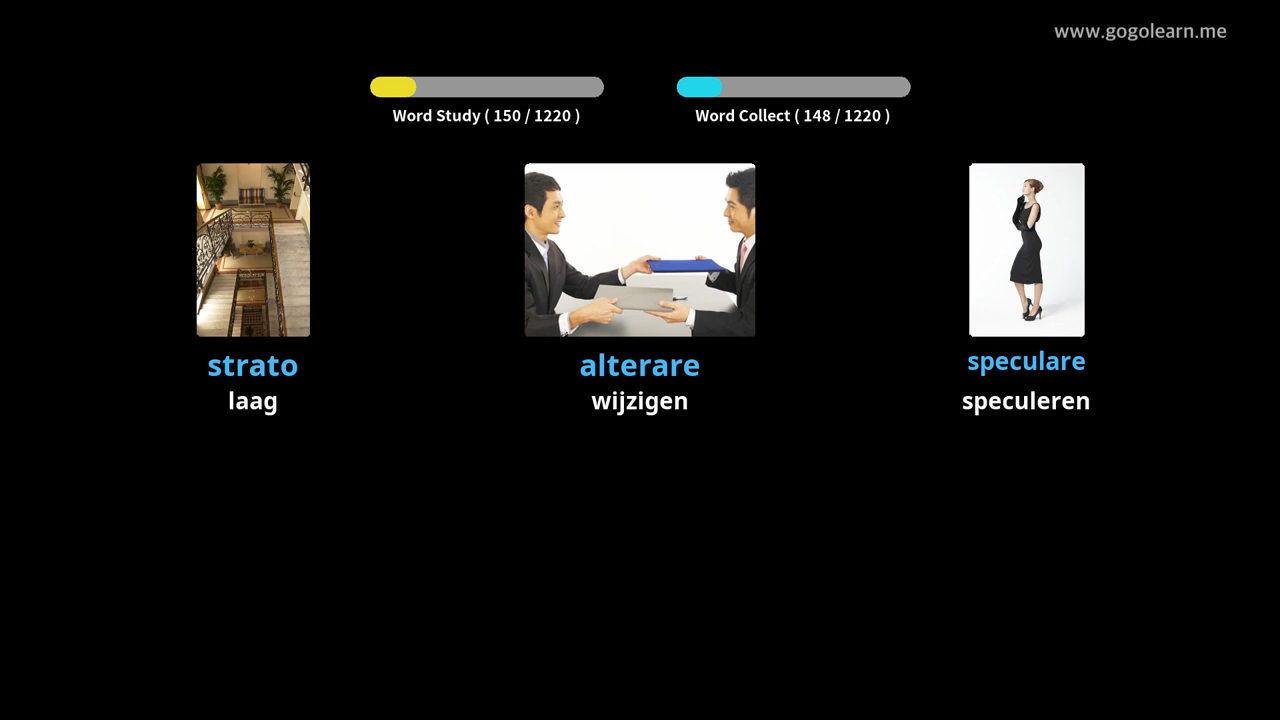 www.gogolearn.me
Word Study ( 150 / 1220 )
Word Collect ( 148 / 1220 )
strato
alterare
speculare
laag
wijzigen
speculeren